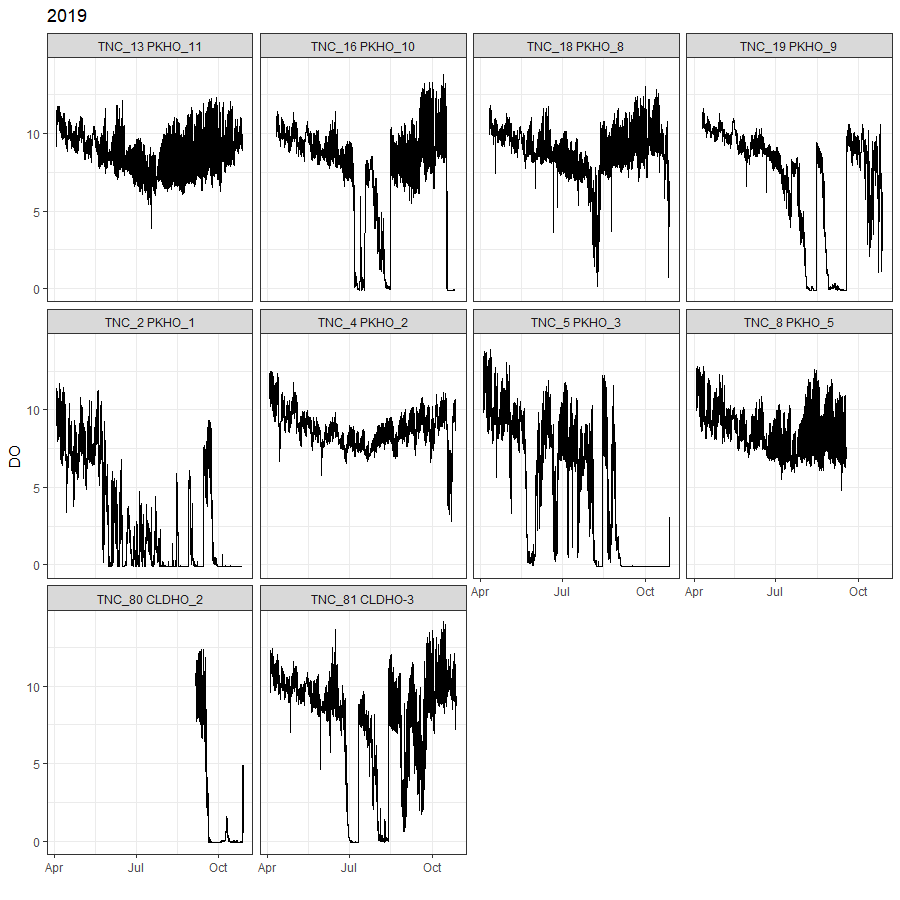 2019
TNC_13 PKHO_11
TNC_16 PKHO_10
TNC_18 PKHO_8
TNC_19 PKHO_9
10
5
0
TNC_2 PKHO_1
TNC_4 PKHO_2
TNC_5 PKHO_3
TNC_8 PKHO_5
DO
10
5
0
Apr Jul Oct
Apr Jul Oct
TNC_80 CLDHO_2
TNC_81 CLDHO-3
10
5
0
Apr Jul Oct
Apr Jul Oct